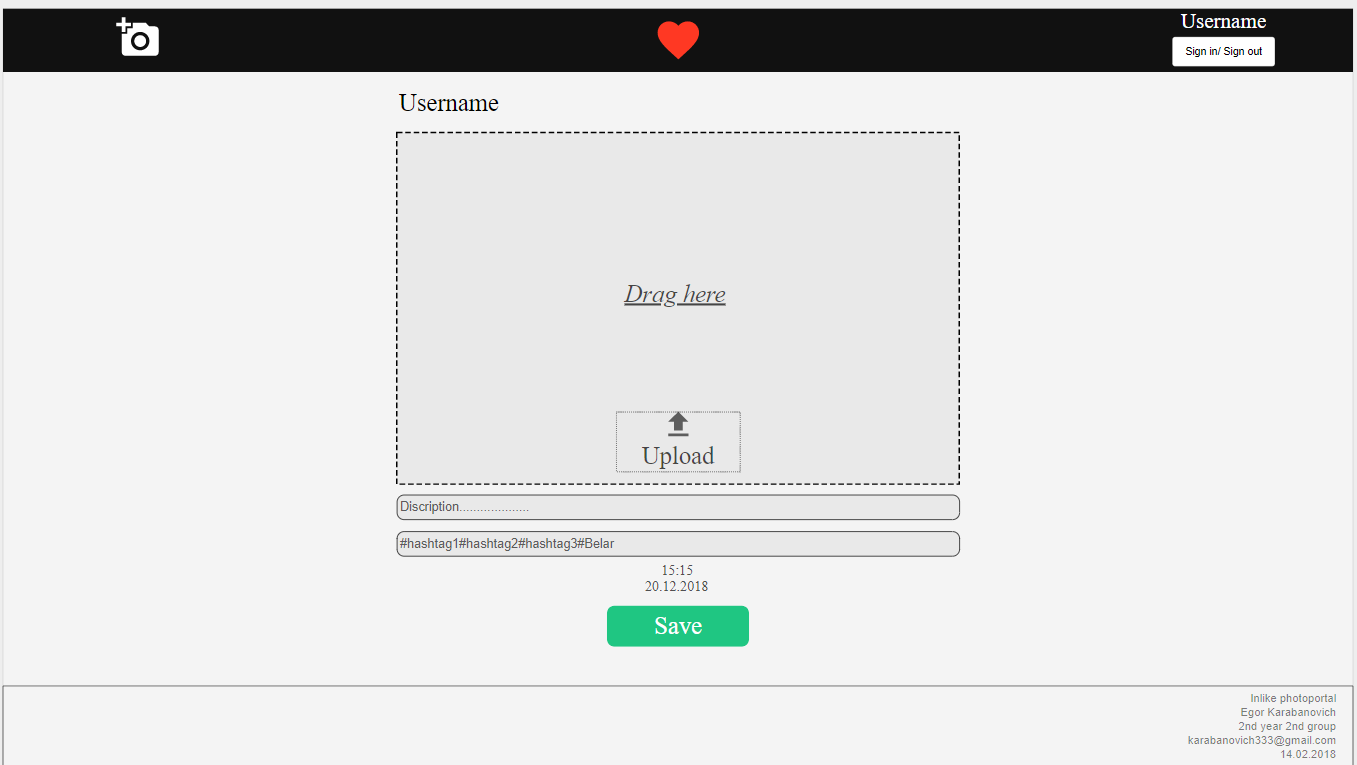 Username
Sign in/ Sign out
Username
Drag here
Upload
Discription....................
#hashtag1#hashtag2#hashtag3#Belar
15:15
20.12.2018
Save
Inlike photoportal
Egor Karabanovich
2nd year 2nd group
karabanovich333@gmail.com
14.02.2018